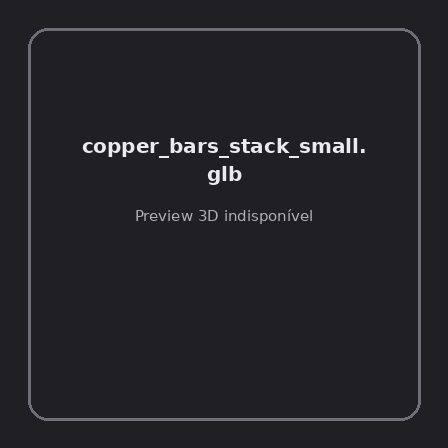 copper_bars_stack_small.
glb
Preview 3D indisponível